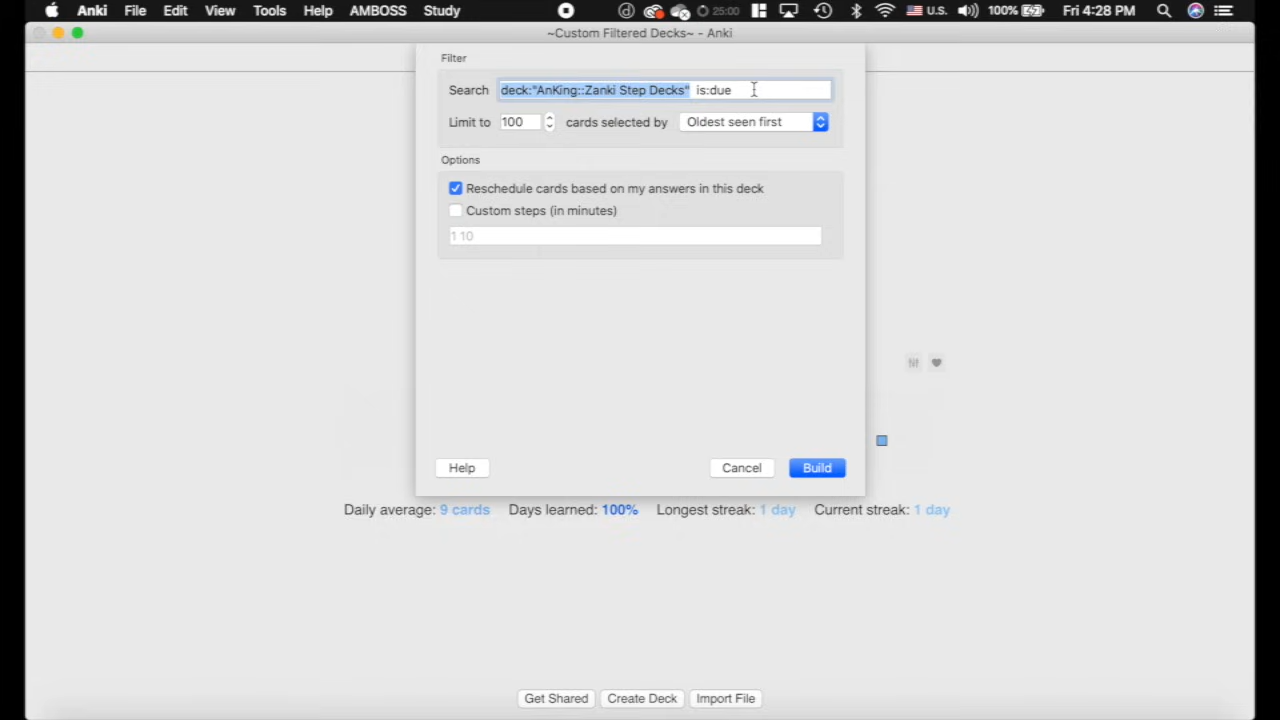 Anki File Edit View Tools Help AMBOSS Study 25:00 U.S. 100% Fri 4:28 PM
~Custom Filtered Decks~ - Anki
Filter
Search deck:"AnKing::Zanki Step Decks" is:due
Limit to 100 cards selected by Oldest seen first
Options
Reschedule cards based on my answers in this deck
Custom steps (in minutes)
1 10
Help Cancel Build
Daily average: 9 cards Days learned: 100% Longest streak: 1 day Current streak: 1 day
Get Shared Create Deck Import File